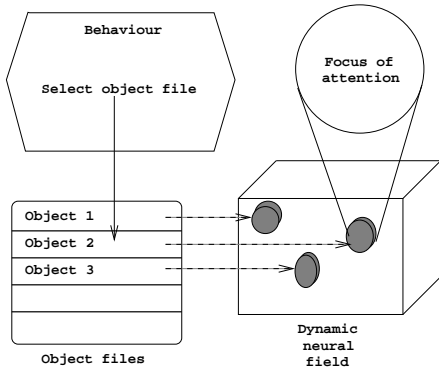 Behaviour
Select object file
Focus of
attention
Object 1
Object 2
Object 3
Object files
Dynamic
neural
field